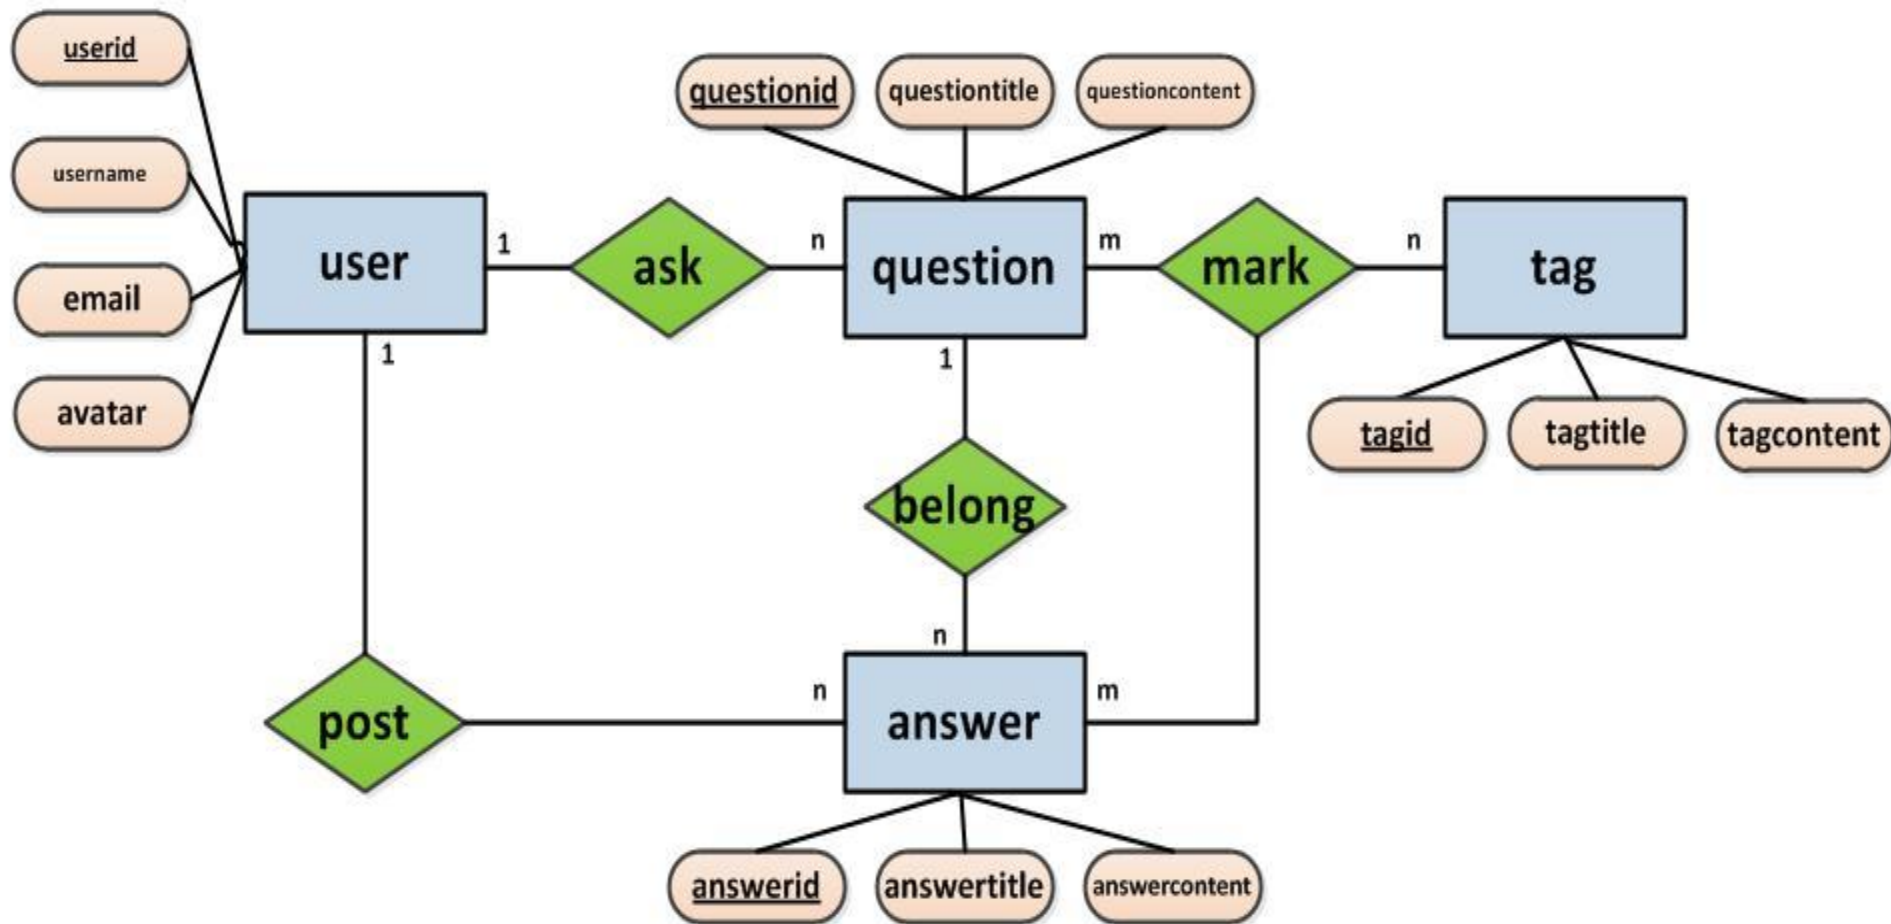 userid
username
email
avatar
user
1
ask
n
questionid
questiontitle
questioncontent
question
m
mark
n
tag
tagid
tagtitle
tagcontent
1
1
belong
n
post
n
answer
m
answerid
answertitle
answercontent